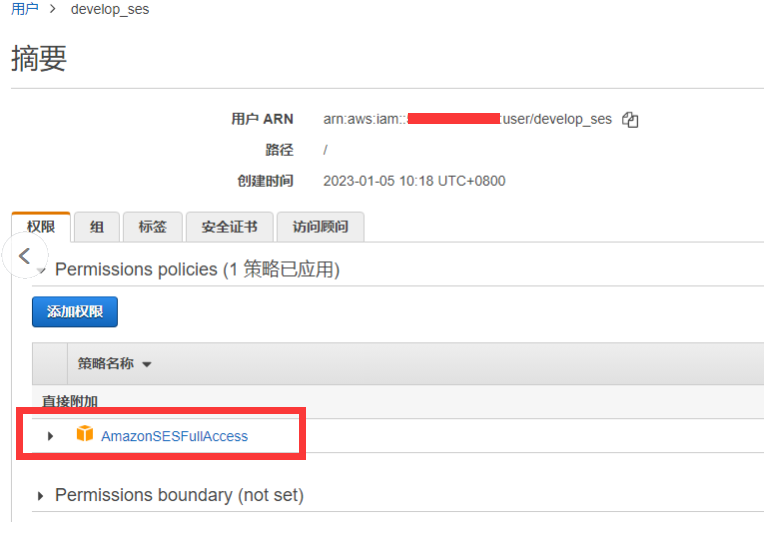 用户 > develop_ses
摘要
用户 ARN arn:aws:iam:: :user/develop_ses
路径 /
创建时间 2023-01-05 10:18 UTC+0800
权限 组 标签 安全证书 访问顾问
Permissions policies (1 策略已应用)
添加权限
策略名称
直接附加
AmazonSESFullAccess
Permissions boundary (not set)